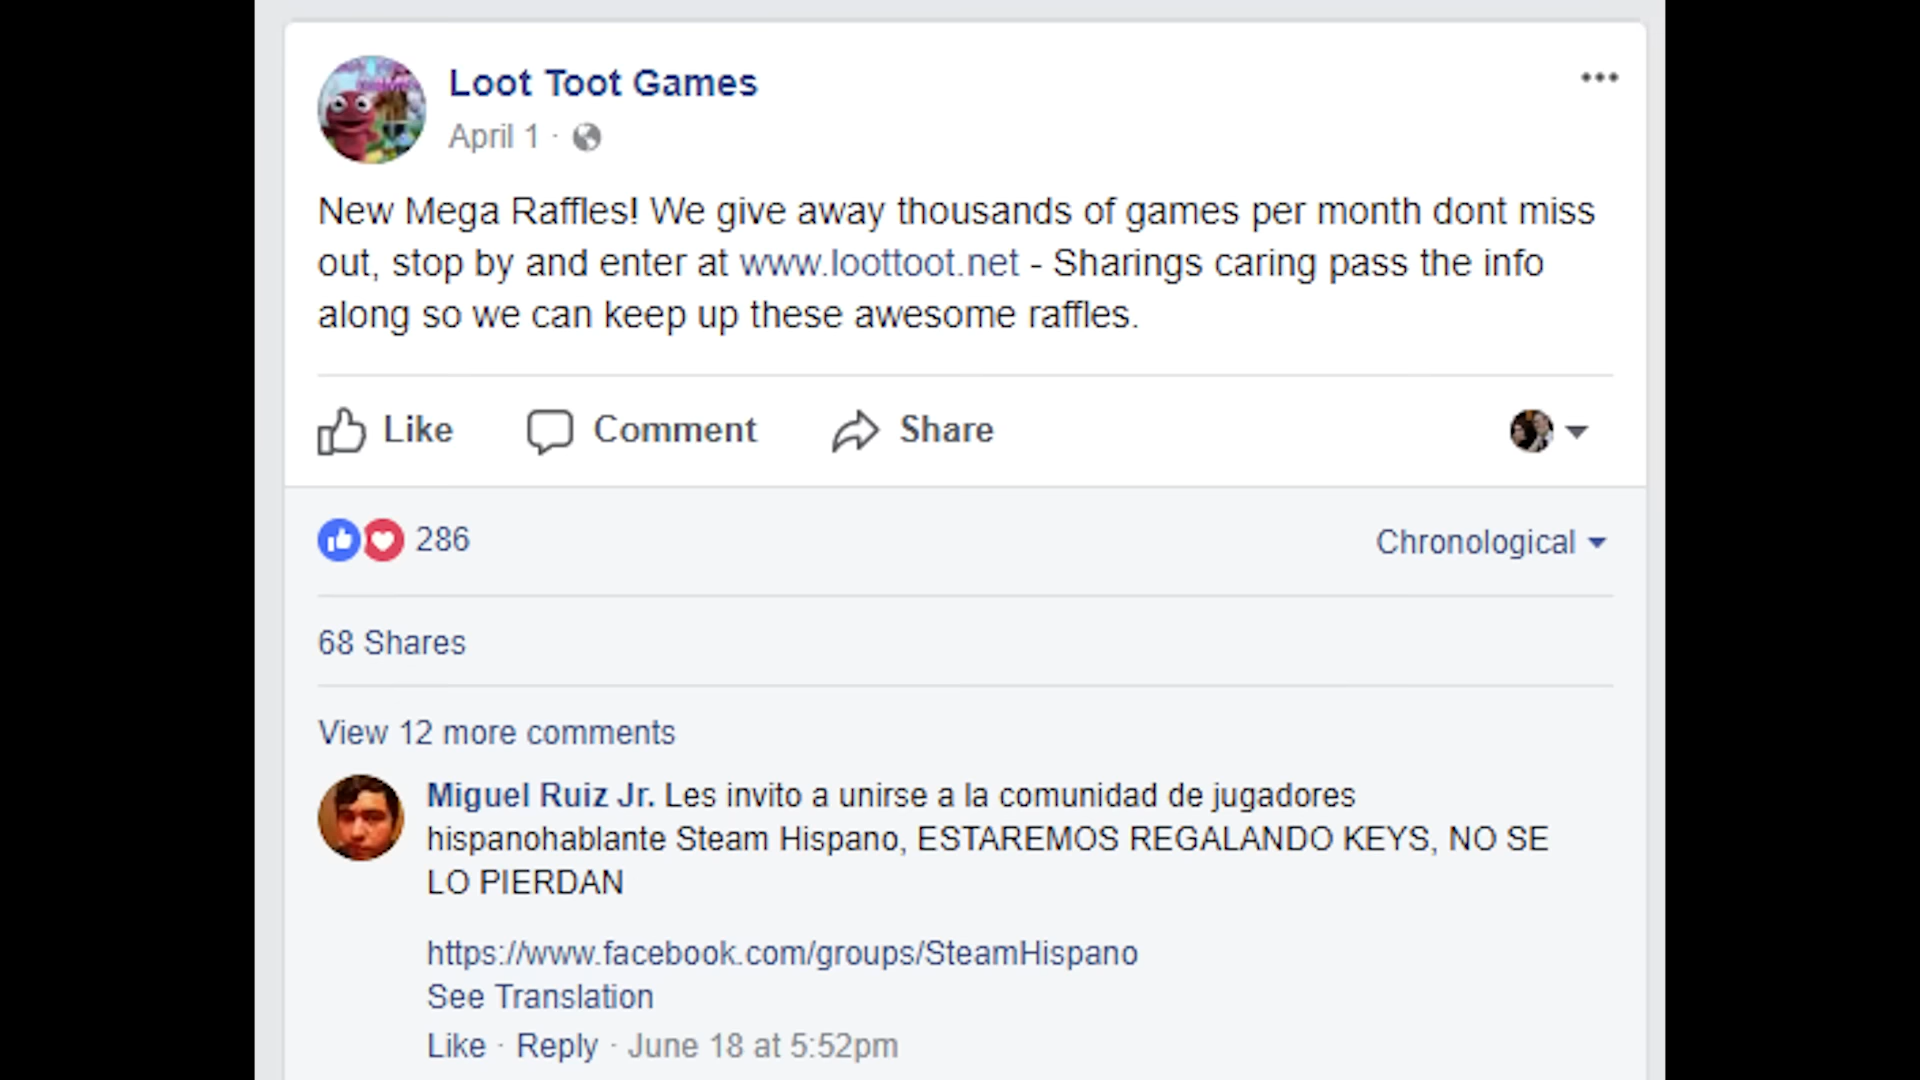 Loot Toot Games
April 1 ·
New Mega Raffles! We give away thousands of games per month dont miss
out, stop by and enter at www.loottoot.net - Sharings caring pass the info
along so we can keep up these awesome raffles.
Like Comment Share
286 Chronological
68 Shares
View 12 more comments
Miguel Ruiz Jr. Les invito a unirse a la comunidad de jugadores
hispanohablante Steam Hispano, ESTAREMOS REGALANDO KEYS, NO SE
LO PIERDAN
https://www.facebook.com/groups/SteamHispano
See Translation
Like · Reply · June 18 at 5:52pm